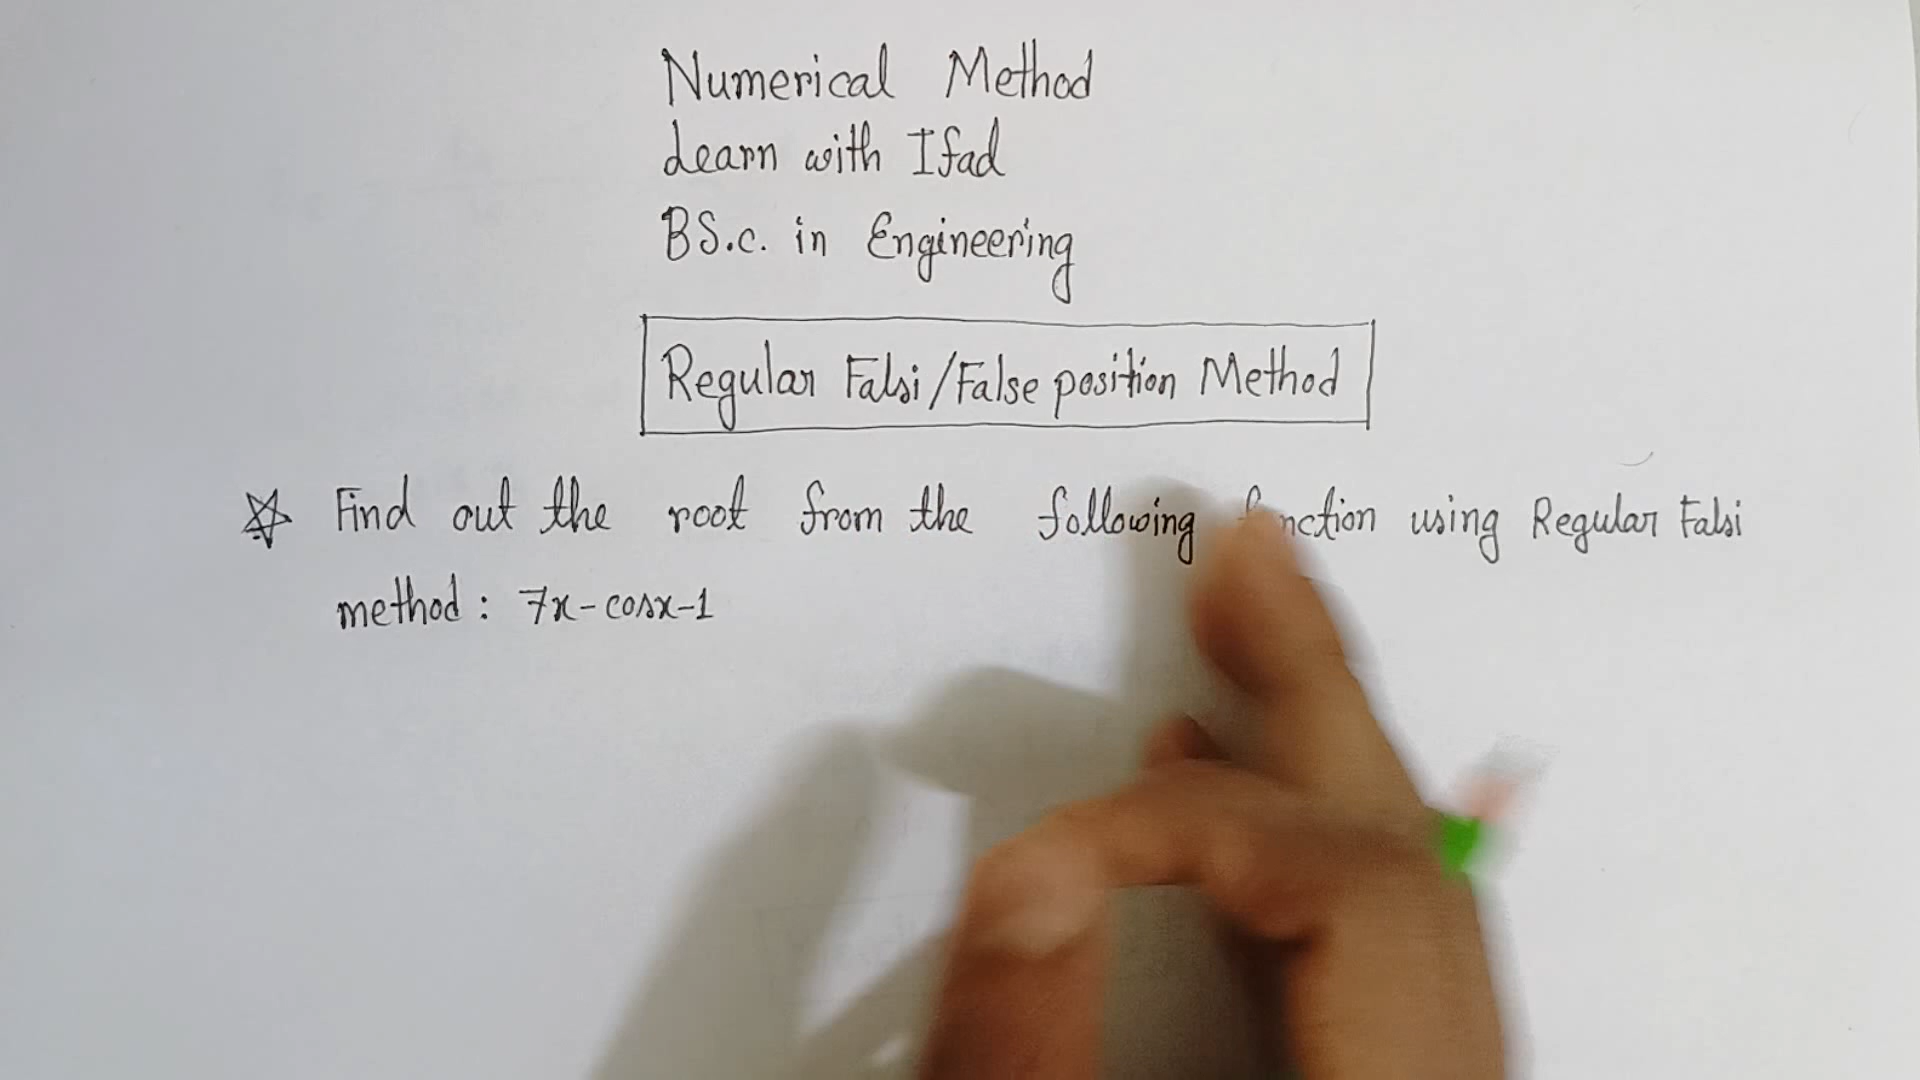 Numerical Method
Learn with Ifad
BS.c. in Engineering
Regular Falsi/False position Method
Find out the root from the following using Regular Falsi
method: 7x-cosx-1